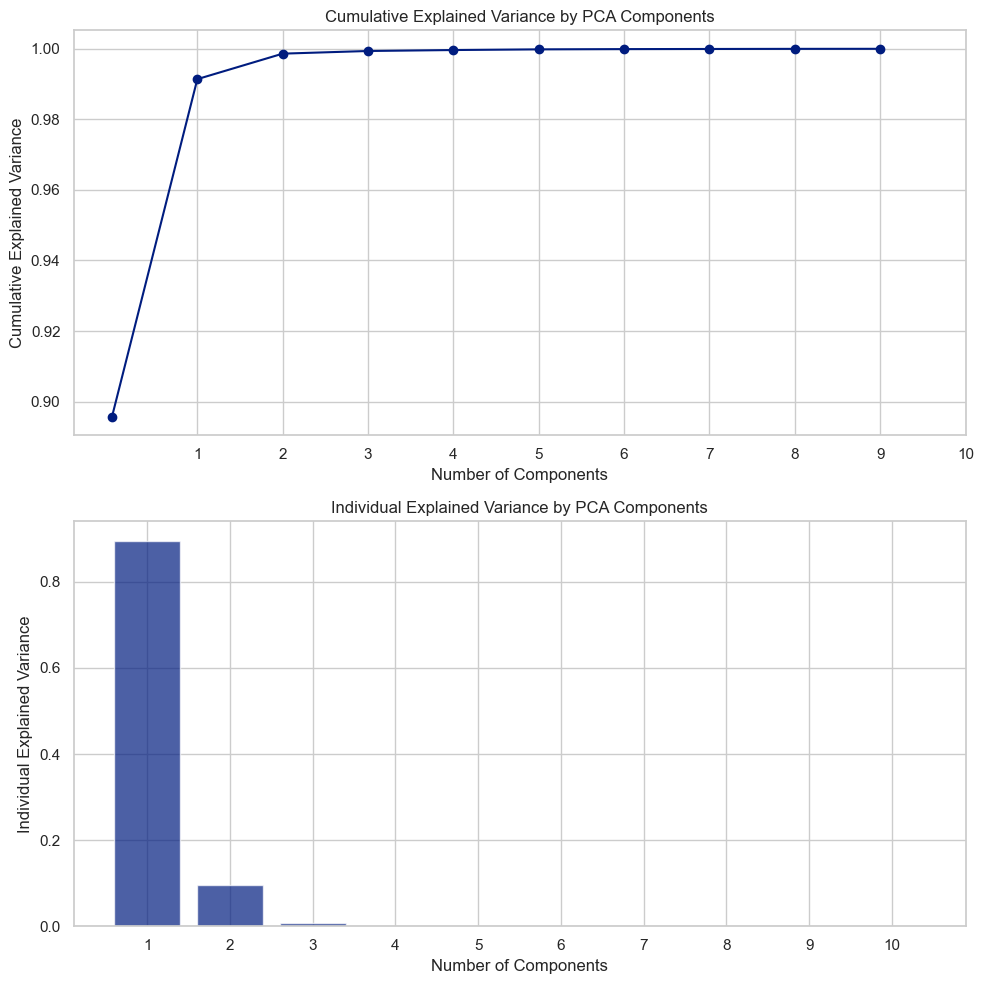 Cumulative Explained Variance by PCA Components
Cumulative Explained Variance
1.00
0.98
0.96
0.94
0.92
0.90
1 2 3 4 5 6 7 8 9 10
Number of Components
Individual Explained Variance by PCA Components
Individual Explained Variance
0.8
0.6
0.4
0.2
0.0
1 2 3 4 5 6 7 8 9 10
Number of Components